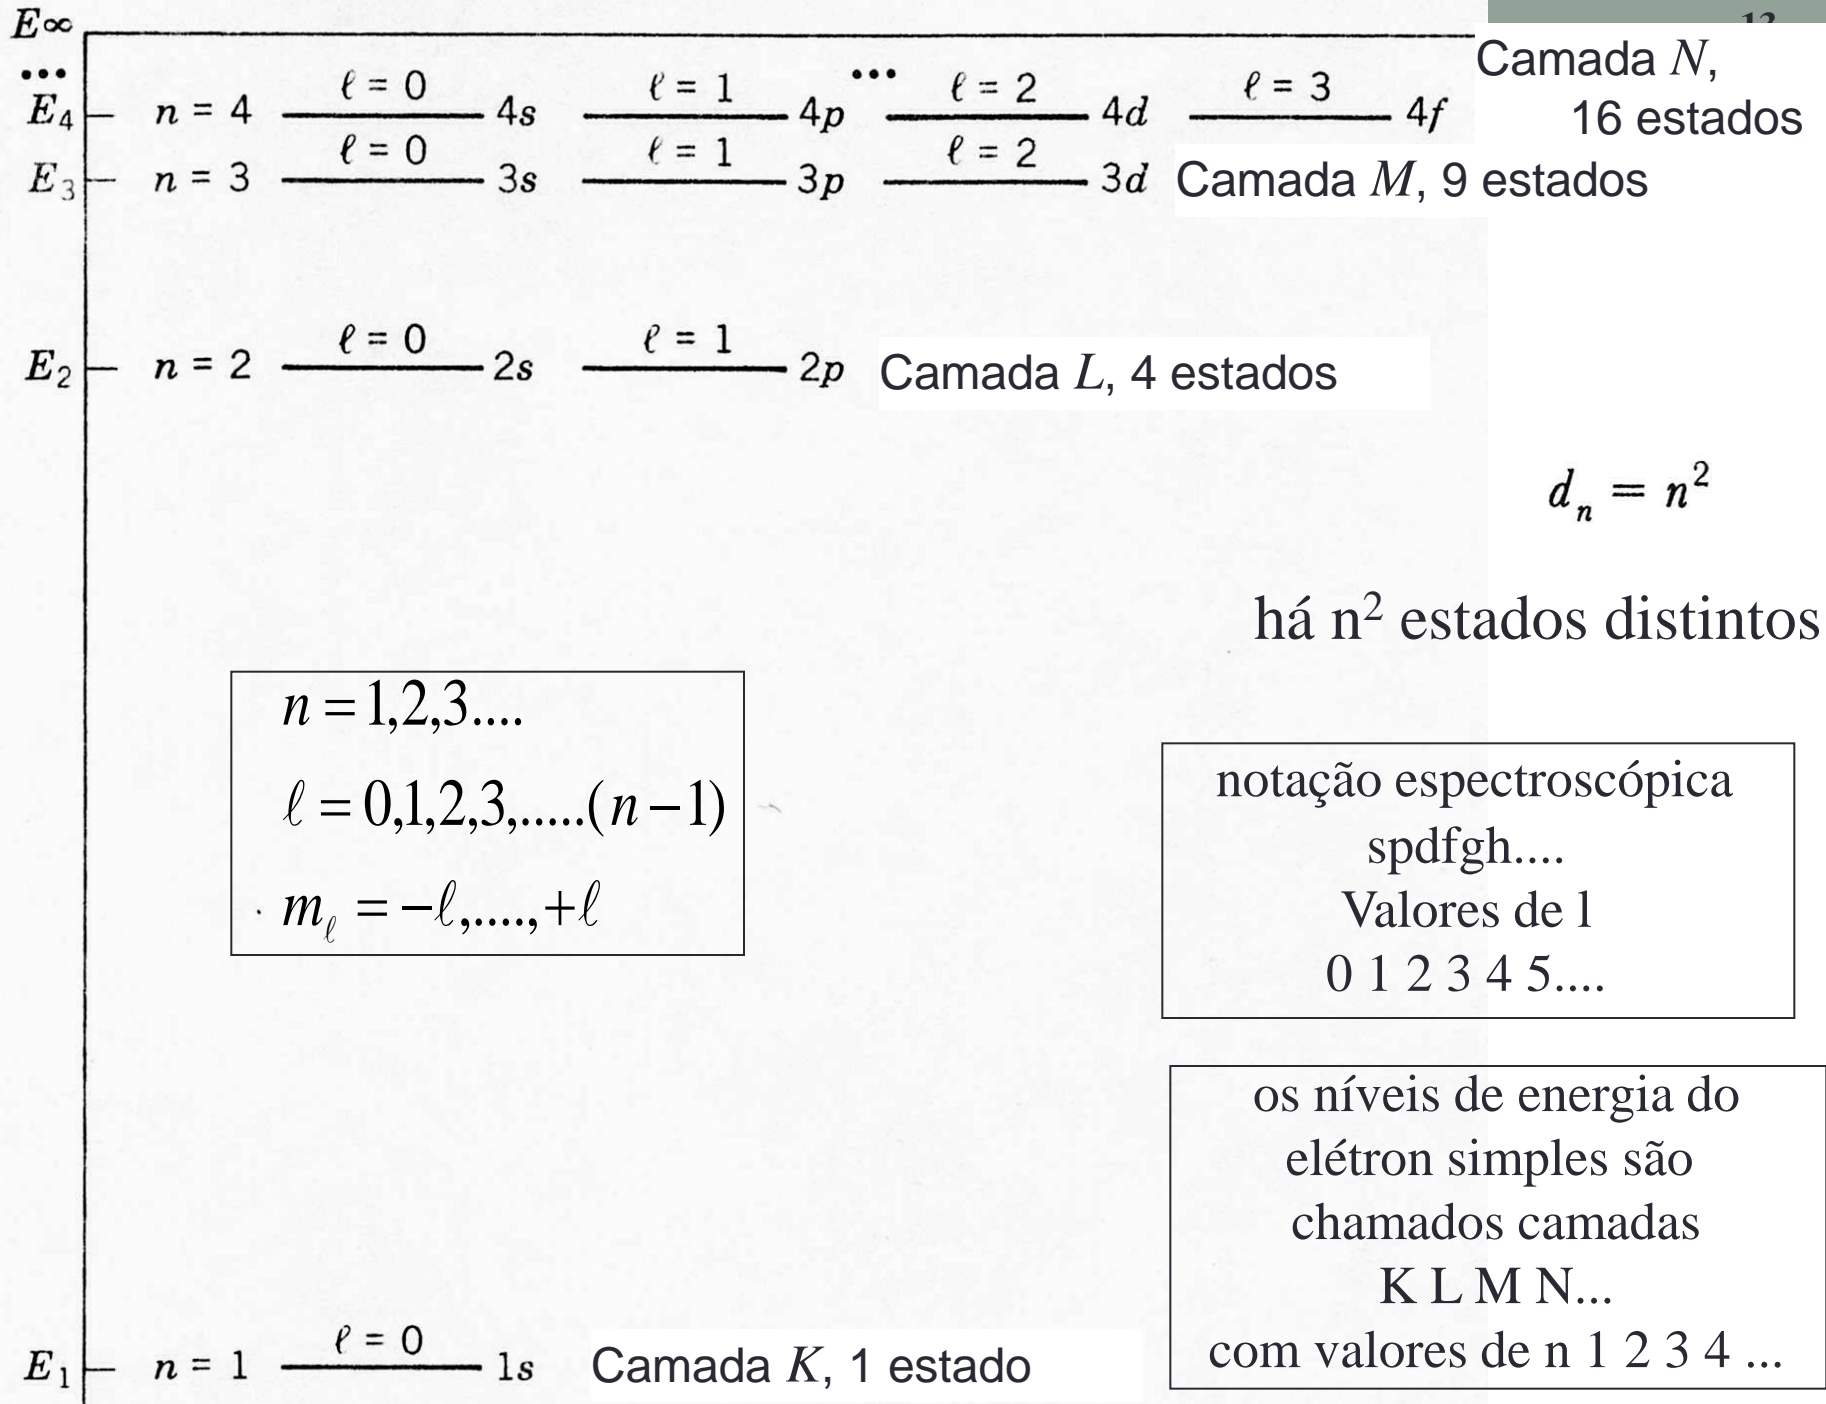 E∞
... ... Camada N,
E₄ n = 4 ℓ = 0 4s ℓ = 1 4p ℓ = 2 4d ℓ = 3 4f 16 estados
E₃ n = 3 ℓ = 0 3s ℓ = 1 3p ℓ = 2 3d Camada M, 9 estados
E₂ n = 2 ℓ = 0 2s ℓ = 1 2p Camada L, 4 estados
dₙ = n²
há n² estados distintos
n = 1,2,3....
ℓ = 0,1,2,3,.....(n − 1)
m_ℓ = −ℓ,....,+ℓ
notação espectroscópica
spdfgh....
Valores de l
0 1 2 3 4 5....
os níveis de energia do
elétron simples são
chamados camadas
K L M N...
com valores de n 1 2 3 4 ...
E₁ n = 1 ℓ = 0 1s Camada K, 1 estado